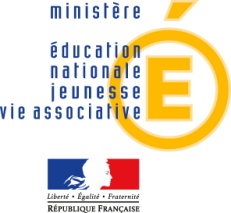 ministère
éducation
nationale
jeunesse
vie associative
É
Liberté • Égalité • Fraternité
RÉPUBLIQUE FRANÇAISE